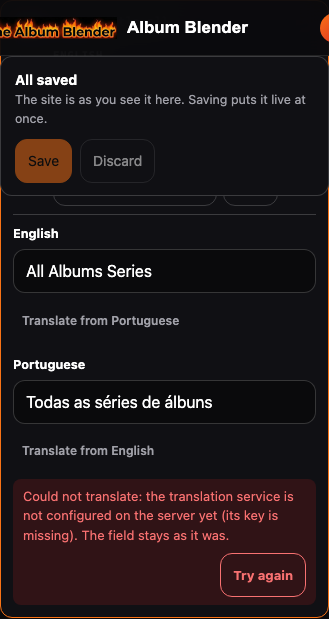 he Album Blender
Album Blender
All saved
The site is as you see it here. Saving puts it live at
once.
Save
Discard
English
All Albums Series
Translate from Portuguese
Portuguese
Todas as séries de álbuns
Translate from English
Could not translate: the translation service is
not configured on the server yet (its key is
missing). The field stays as it was.
Try again